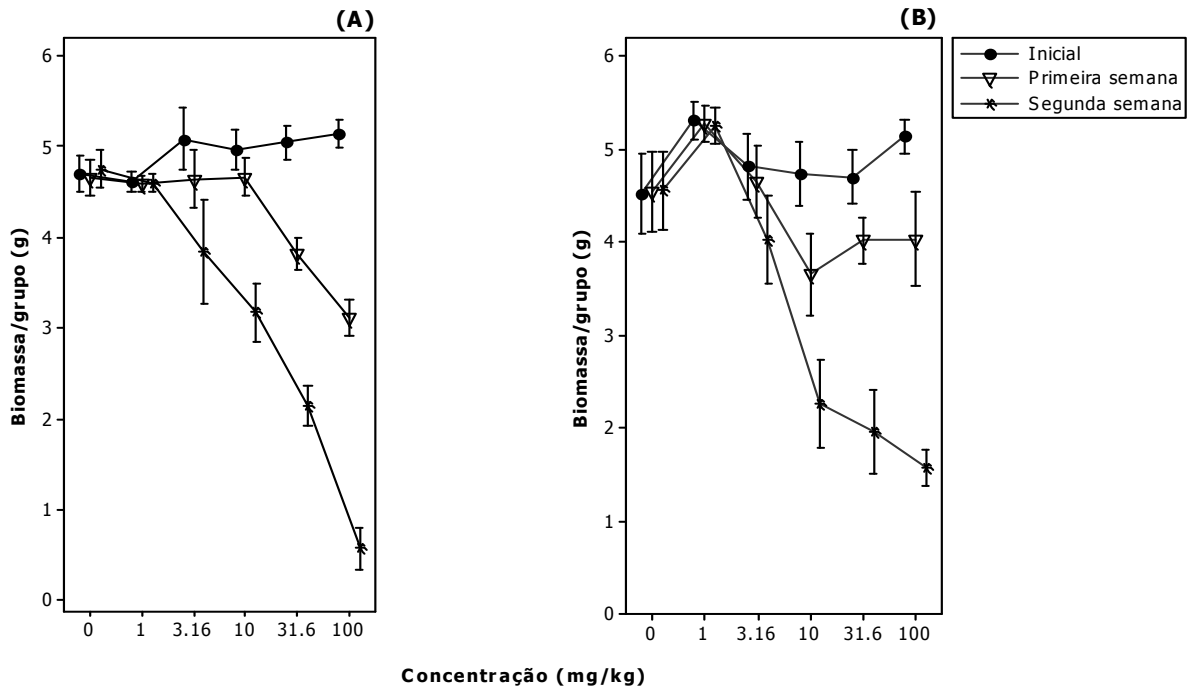 (A)
(B)
Inicial
Primeira semana
Segunda semana
Biomassa/grupo (g)
6
5
4
3
2
1
0
0 1 3.16 10 31.6 100
Biomassa/grupo (g)
6
5
4
3
2
1
0
0 1 3.16 10 31.6 100
Concentração (mg/kg)